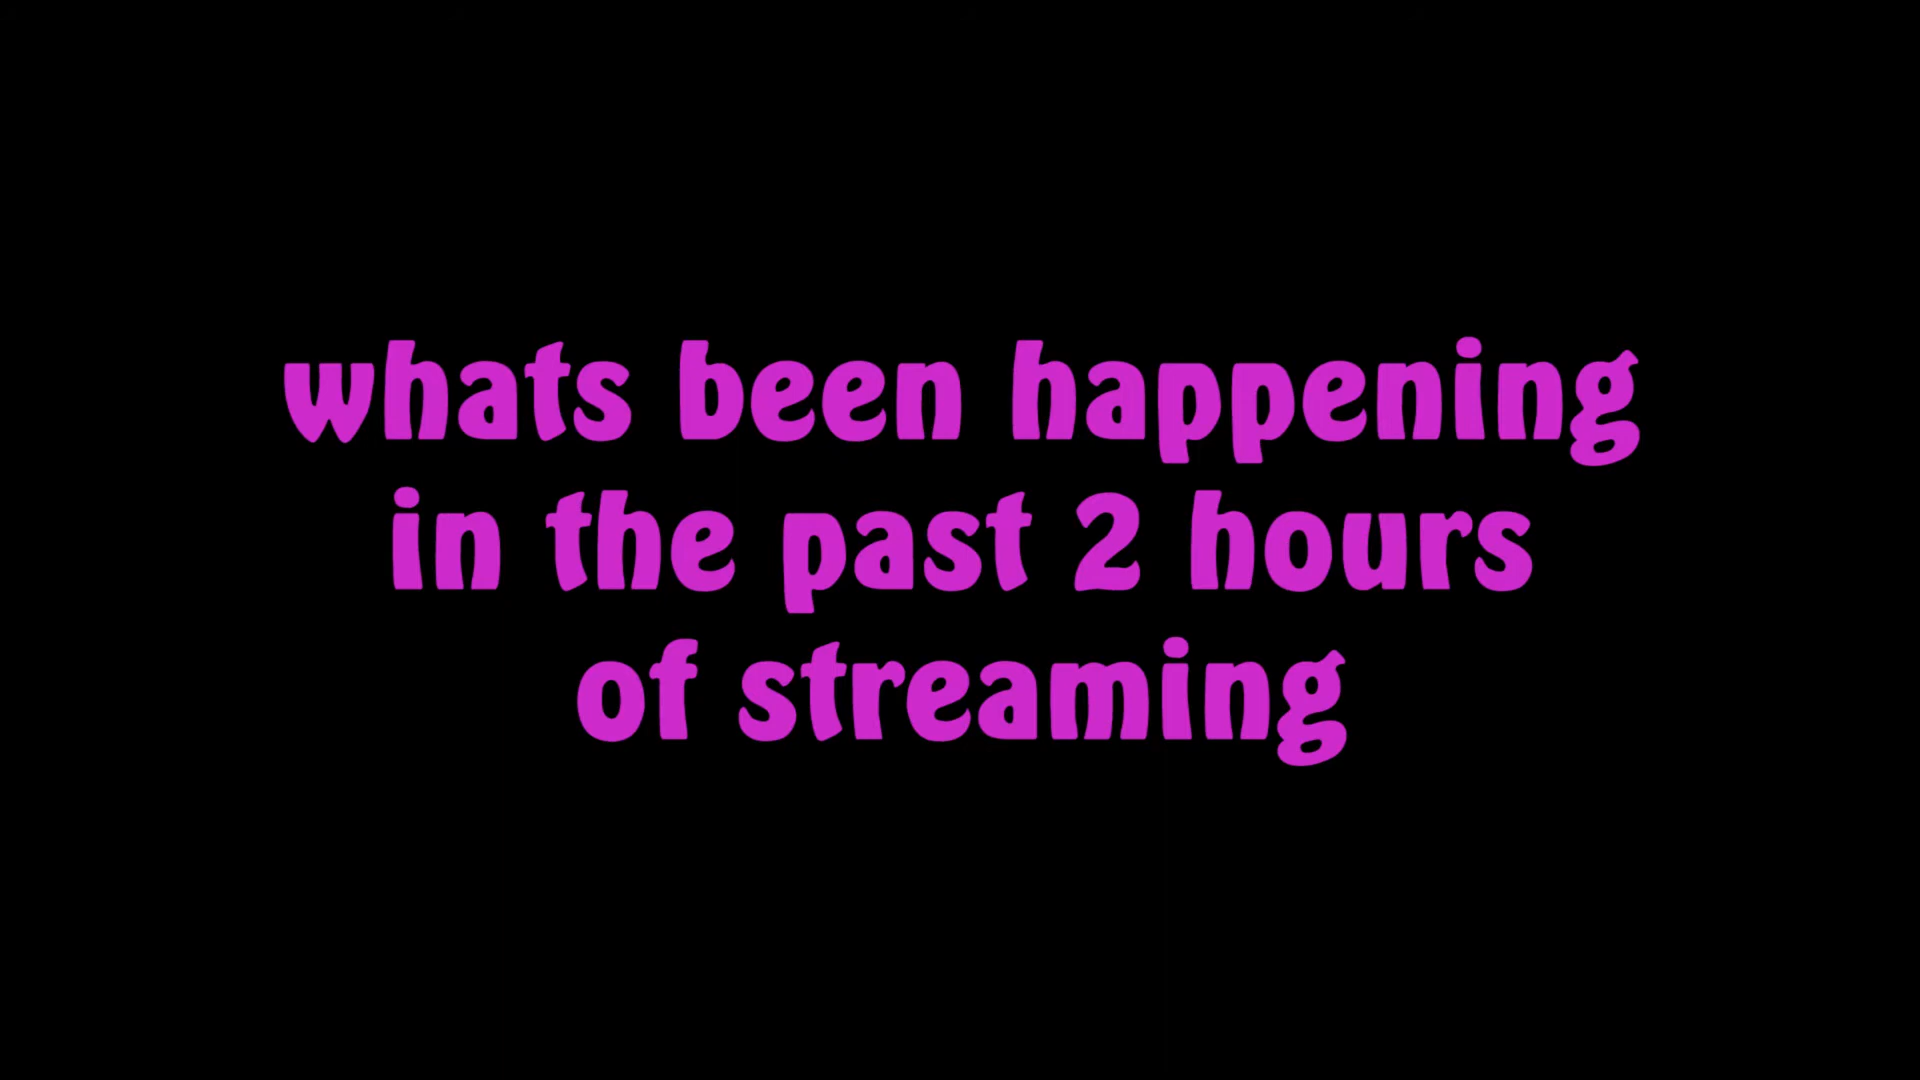 whats been happening
in the past 2 hours
of streaming